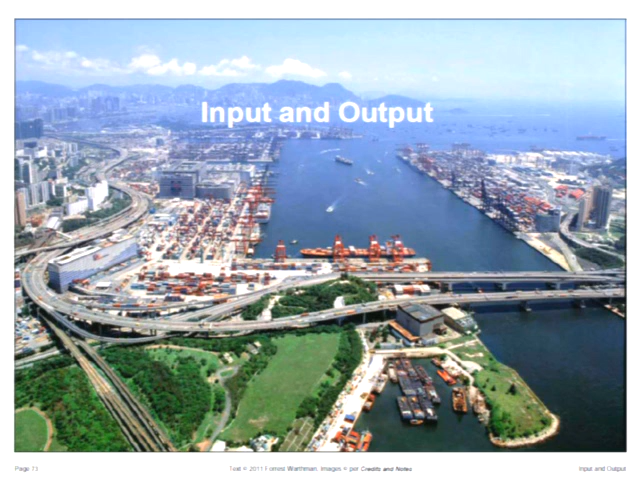 Input and Output
Page 73
Text © 2011 Forrest Warthman. Images © per Credits and Notes
Input and Output